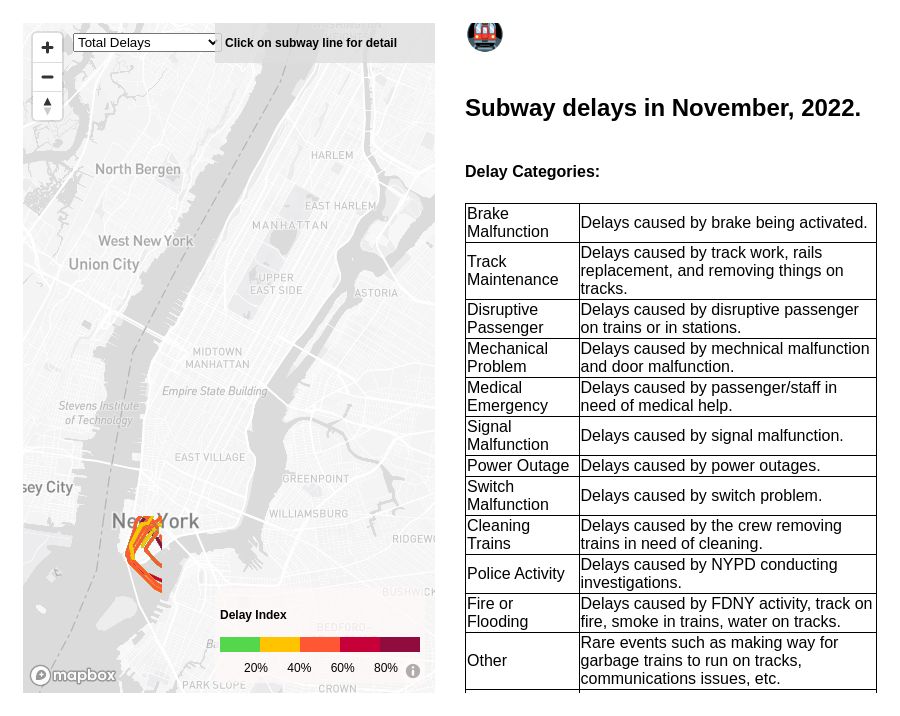 Total Delays
Click on subway line for detail
HARLEM
North Bergen
EAST HARLEM
MANHATTAN
West New York
Union City
UPPER
EAST SIDE
ASTORIA
MIDTOWN
MANHATTAN
Empire State Building
Stevens Institute
of Technology
EAST VILLAGE
GREENPOINT
sey City
WILLIAMSBURG
New York
RIDGEWO
BUSHWICK
Delay Index
BEDFORD-
20% 40% 60% 80%
mapbox
PARK SLOPE
CROWN
Subway delays in November, 2022.
Delay Categories:
Brake
Malfunction
Delays caused by brake being activated.
Track
Maintenance
Delays caused by track work, rails
replacement, and removing things on
tracks.
Disruptive
Passenger
Delays caused by disruptive passenger
on trains or in stations.
Mechanical
Problem
Delays caused by mechnical malfunction
and door malfunction.
Medical
Emergency
Delays caused by passenger/staff in
need of medical help.
Signal
Malfunction
Delays caused by signal malfunction.
Power Outage
Delays caused by power outages.
Switch
Malfunction
Delays caused by switch problem.
Cleaning
Trains
Delays caused by the crew removing
trains in need of cleaning.
Police Activity
Delays caused by NYPD conducting
investigations.
Fire or
Flooding
Delays caused by FDNY activity, track on
fire, smoke in trains, water on tracks.
Other
Rare events such as making way for
garbage trains to run on tracks,
communications issues, etc.